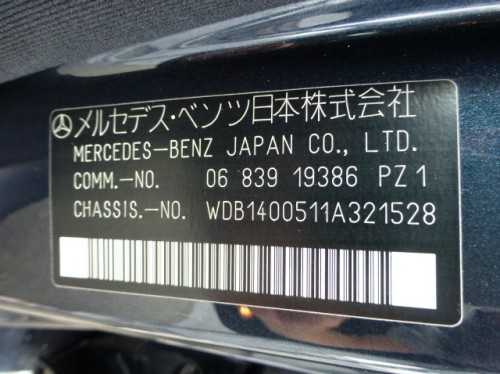 メルセデス・ベンツ日本株式会社
MERCEDES-BENZ JAPAN CO., LTD.
COMM.-NO. 06 839 19386 PZ1
CHASSIS.-NO. WDB1400511A321528